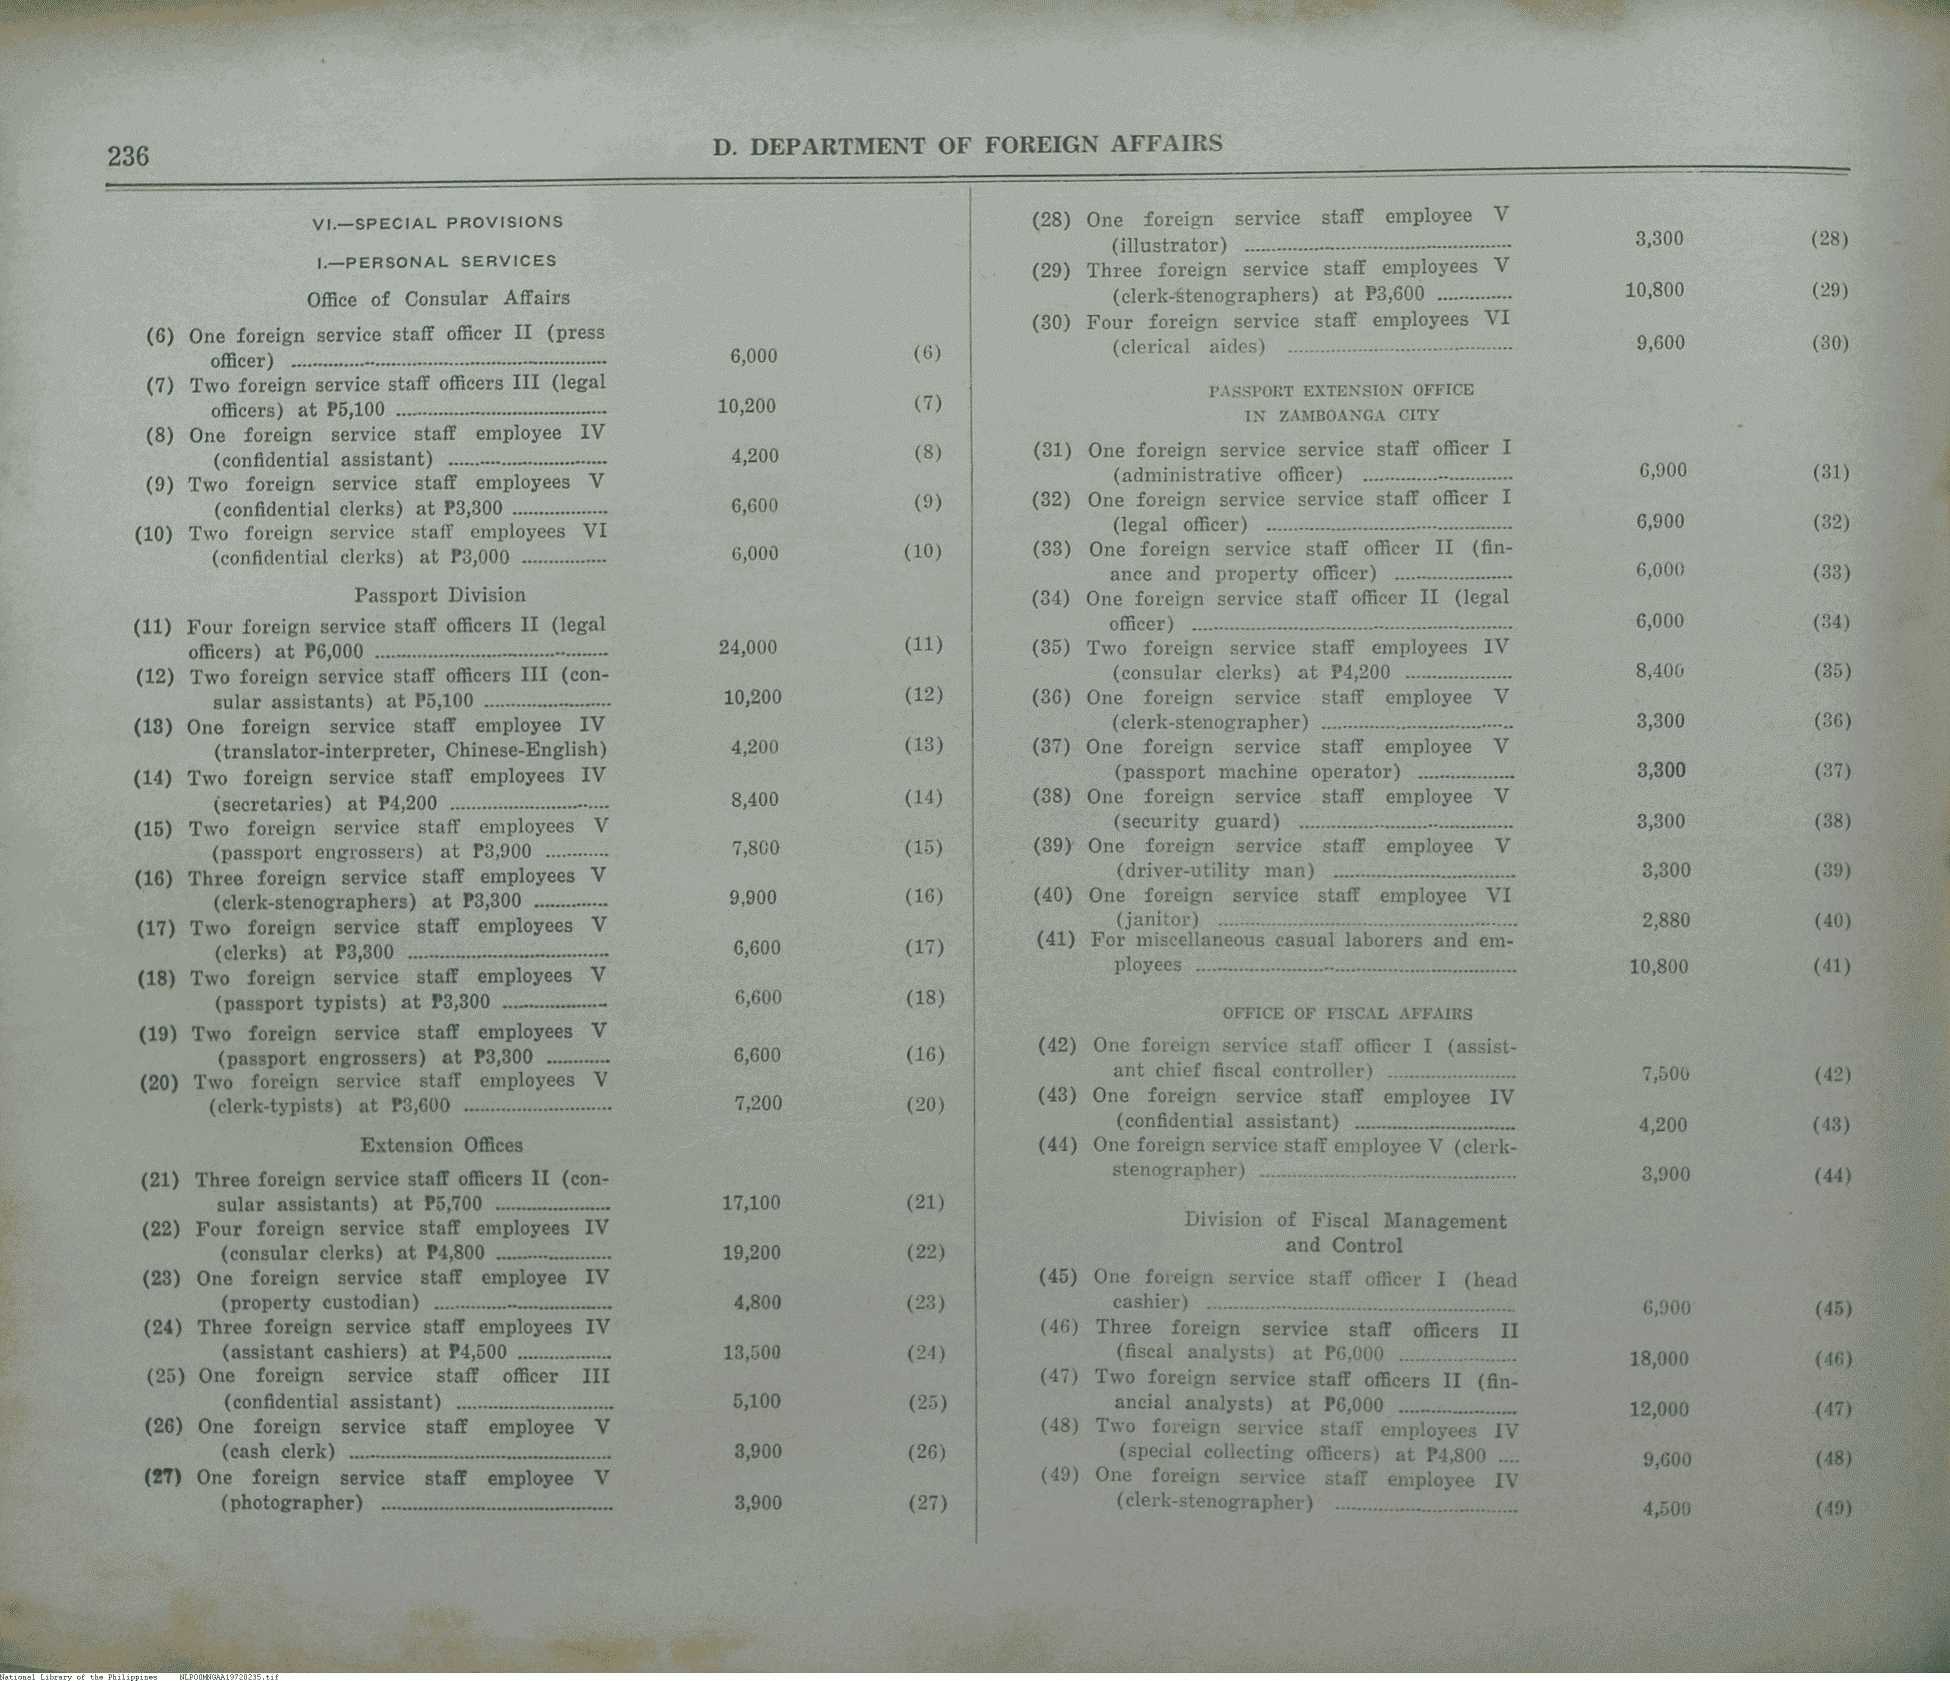 236
D. DEPARTMENT OF FOREIGN AFFAIRS
VI.—SPECIAL PROVISIONS
I.—PERSONAL SERVICES
Office of Consular Affairs
(6) One foreign service staff officer II (press
officer) ........ 6,000 (6)
(7) Two foreign service staff officers III (legal
officers) at ₱5,100 ........ 10,200 (7)
(8) One foreign service staff employee IV
(confidential assistant) ........ 4,200 (8)
(9) Two foreign service staff employees V
(confidential clerks) at ₱3,300 ........ 6,600 (9)
(10) Two foreign service staff employees VI
(confidential clerks) at ₱3,000 ........ 6,000 (10)
Passport Division
(11) Four foreign service staff officers II (legal
officers) at ₱6,000 ........ 24,000 (11)
(12) Two foreign service staff officers III (con-
sular assistants) at ₱5,100 ........ 10,200 (12)
(13) One foreign service staff employee IV
(translator-interpreter, Chinese-English) 4,200 (13)
(14) Two foreign service staff employees IV
(secretaries) at ₱4,200 ........ 8,400 (14)
(15) Two foreign service staff employees V
(passport engrossers) at ₱3,900 ........ 7,800 (15)
(16) Three foreign service staff employees V
(clerk-stenographers) at ₱3,300 ........ 9,900 (16)
(17) Two foreign service staff employees V
(clerks) at ₱3,300 ........ 6,600 (17)
(18) Two foreign service staff employees V
(passport typists) at ₱3,300 ........ 6,600 (18)
(19) Two foreign service staff employees V
(passport engrossers) at ₱3,300 ........ 6,600 (16)
(20) Two foreign service staff employees V
(clerk-typists) at ₱3,600 ........ 7,200 (20)
Extension Offices
(21) Three foreign service staff officers II (con-
sular assistants) at ₱5,700 ........ 17,100 (21)
(22) Four foreign service staff employees IV
(consular clerks) at ₱4,800 ........ 19,200 (22)
(23) One foreign service staff employee IV
(property custodian) ........ 4,800 (23)
(24) Three foreign service staff employees IV
(assistant cashiers) at ₱4,500 ........ 13,500 (24)
(25) One foreign service staff officer III
(confidential assistant) ........ 5,100 (25)
(26) One foreign service staff employee V
(cash clerk) ........ 3,900 (26)
(27) One foreign service staff employee V
(photographer) ........ 3,900 (27)
(28) One foreign service staff employee V
(illustrator) ........ 3,300 (28)
(29) Three foreign service staff employees V
(clerk-stenographers) at ₱3,600 ........ 10,800 (29)
(30) Four foreign service staff employees VI
(clerical aides) ........ 9,600 (30)
PASSPORT EXTENSION OFFICE
IN ZAMBOANGA CITY
(31) One foreign service service staff officer I
(administrative officer) ........ 6,900 (31)
(32) One foreign service service staff officer I
(legal officer) ........ 6,900 (32)
(33) One foreign service staff officer II (fin-
ance and property officer) ........ 6,000 (33)
(34) One foreign service staff officer II (legal
officer) ........ 6,000 (34)
(35) Two foreign service staff employees IV
(consular clerks) at ₱4,200 ........ 8,400 (35)
(36) One foreign service staff employee V
(clerk-stenographer) ........ 3,300 (36)
(37) One foreign service staff employee V
(passport machine operator) ........ 3,300 (37)
(38) One foreign service staff employee V
(security guard) ........ 3,300 (38)
(39) One foreign service staff employee V
(driver-utility man) ........ 3,300 (39)
(40) One foreign service staff employee VI
(janitor) ........ 2,880 (40)
(41) For miscellaneous casual laborers and em-
ployees ........ 10,800 (41)
OFFICE OF FISCAL AFFAIRS
(42) One foreign service staff officer I (assist-
ant chief fiscal controller) ........ 7,500 (42)
(43) One foreign service staff employee IV
(confidential assistant) ........ 4,200 (43)
(44) One foreign service staff employee V (clerk-
stenographer) ........ 3,900 (44)
Division of Fiscal Management
and Control
(45) One foreign service staff officer I (head
cashier) ........ 6,900 (45)
(46) Three foreign service staff officers II
(fiscal analysts) at ₱6,000 ........ 18,000 (46)
(47) Two foreign service staff officers II (fin-
ancial analysts) at ₱6,000 ........ 12,000 (47)
(48) Two foreign service staff employees IV
(special collecting officers) at ₱4,800 .... 9,600 (48)
(49) One foreign service staff employee IV
(clerk-stenographer) ........ 4,500 (49)
National Library of the Philippines NLPOOMNGAA19720235.tif